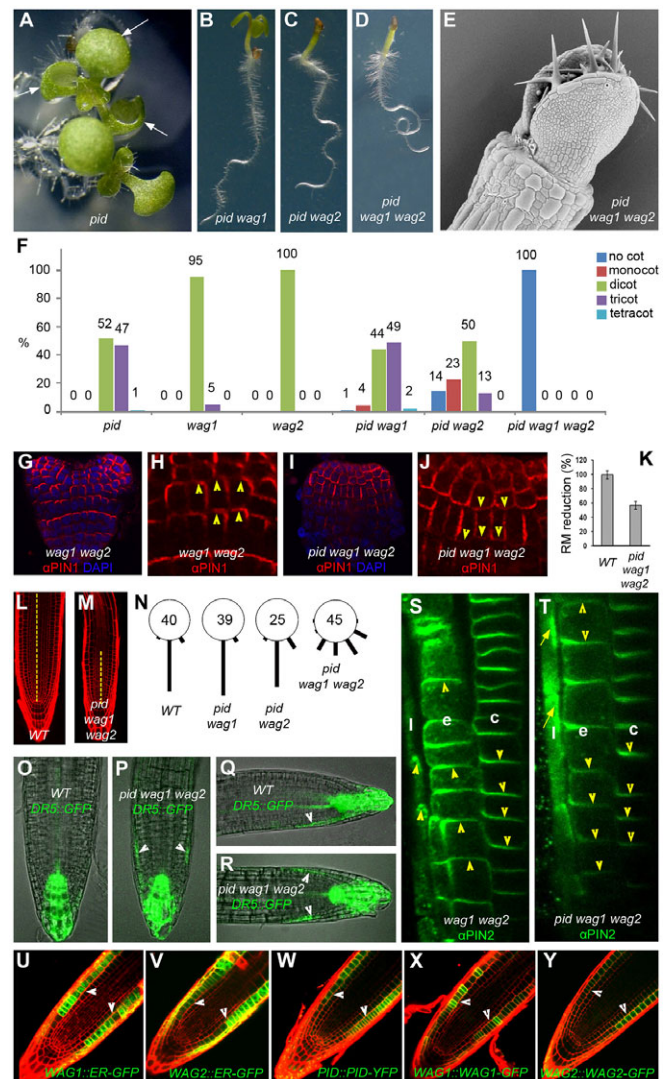 A
pid
B
pid wag1
C
pid wag2
D
pid
wag1 wag2
E
pid
wag1 wag2
F
100
80
60
40
20
0
%
0 0 52 47 1
0 0 95 5 0
0 0 100 0 0
1 4 44 49 2
14 23 50 13 0
100 0 0 0 0
pid wag1 wag2 pid wag1 pid wag2 pid wag1 wag2
no cot
monocot
dicot
tricot
tetracot
G
wag1 wag2
αPIN1 DAPI
H
wag1 wag2
αPIN1
I
pid wag1 wag2
αPIN1 DAPI
J
pid wag1 wag2
αPIN1
K
RM reduction (%)
120
100
80
60
40
20
0
WT
pid
wag1
wag2
L
WT
M
pid
wag1
wag2
N
40
WT
39
pid
wag1
25
pid
wag2
45
pid
wag1 wag2
O
WT
DR5::GFP
P
pid wag1 wag2
DR5::GFP
Q
WT
DR5::GFP
R
pid wag1 wag2
DR5::GFP
S
l e c
wag1 wag2
αPIN2
T
l e c
pid wag1 wag2
αPIN2
U
WAG1::ER-GFP
V
WAG2::ER-GFP
W
PID::PID-YFP
X
WAG1::WAG1-GFP
Y
WAG2::WAG2-GFP